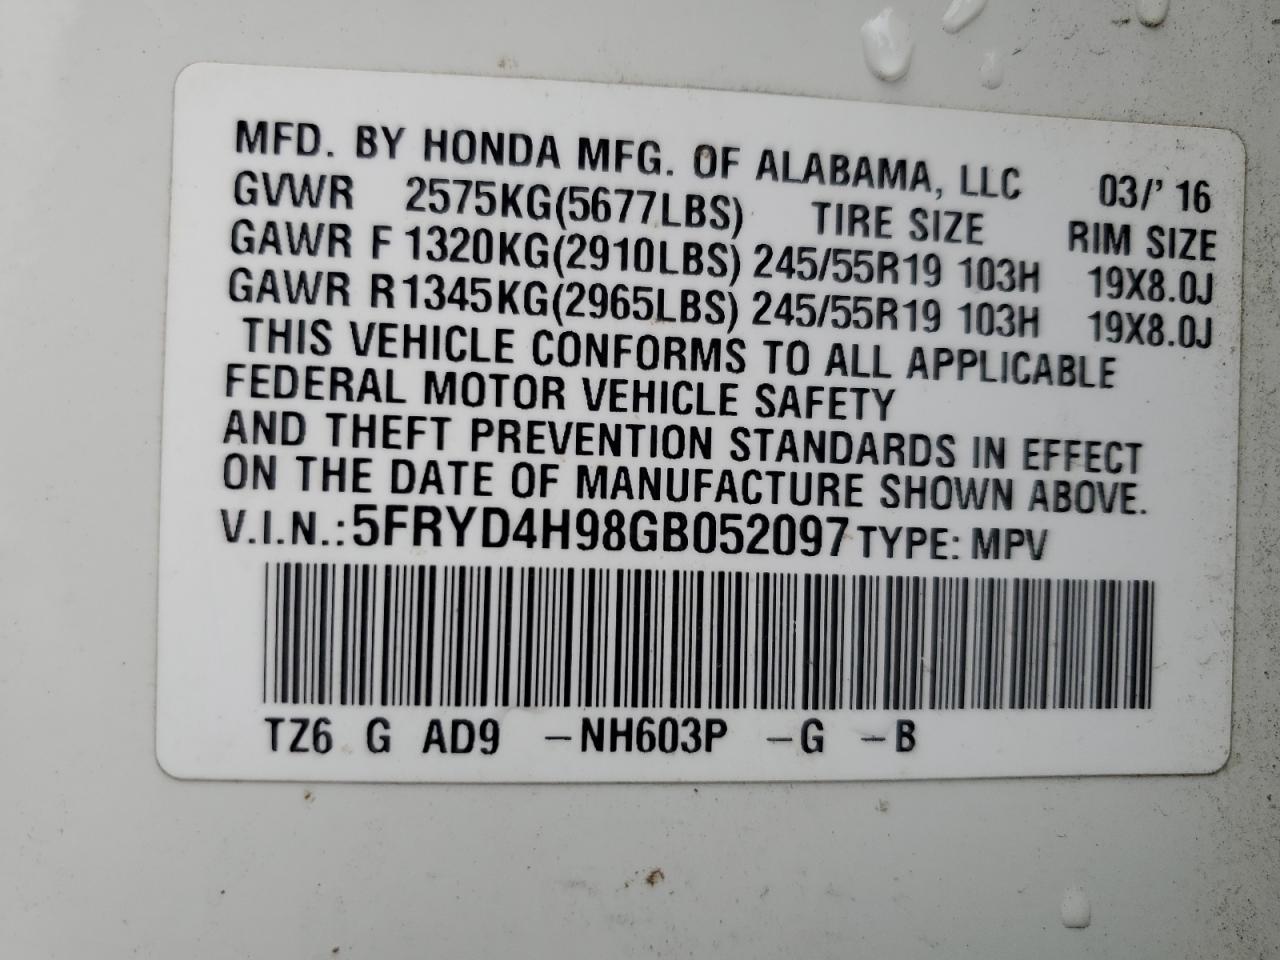 MFD. BY HONDA MFG. OF ALABAMA, LLC 03/' 16
GVWR 2575KG(5677LBS) TIRE SIZE RIM SIZE
GAWR F 1320KG(2910LBS) 245/55R19 103H 19X8.0J
GAWR R 1345KG(2965LBS) 245/55R19 103H 19X8.0J
THIS VEHICLE CONFORMS TO ALL APPLICABLE
FEDERAL MOTOR VEHICLE SAFETY
AND THEFT PREVENTION STANDARDS IN EFFECT
ON THE DATE OF MANUFACTURE SHOWN ABOVE.
V.I.N.: 5FRYD4H98GB052097 TYPE: MPV
TZ6 G AD9 –NH603P –G –B